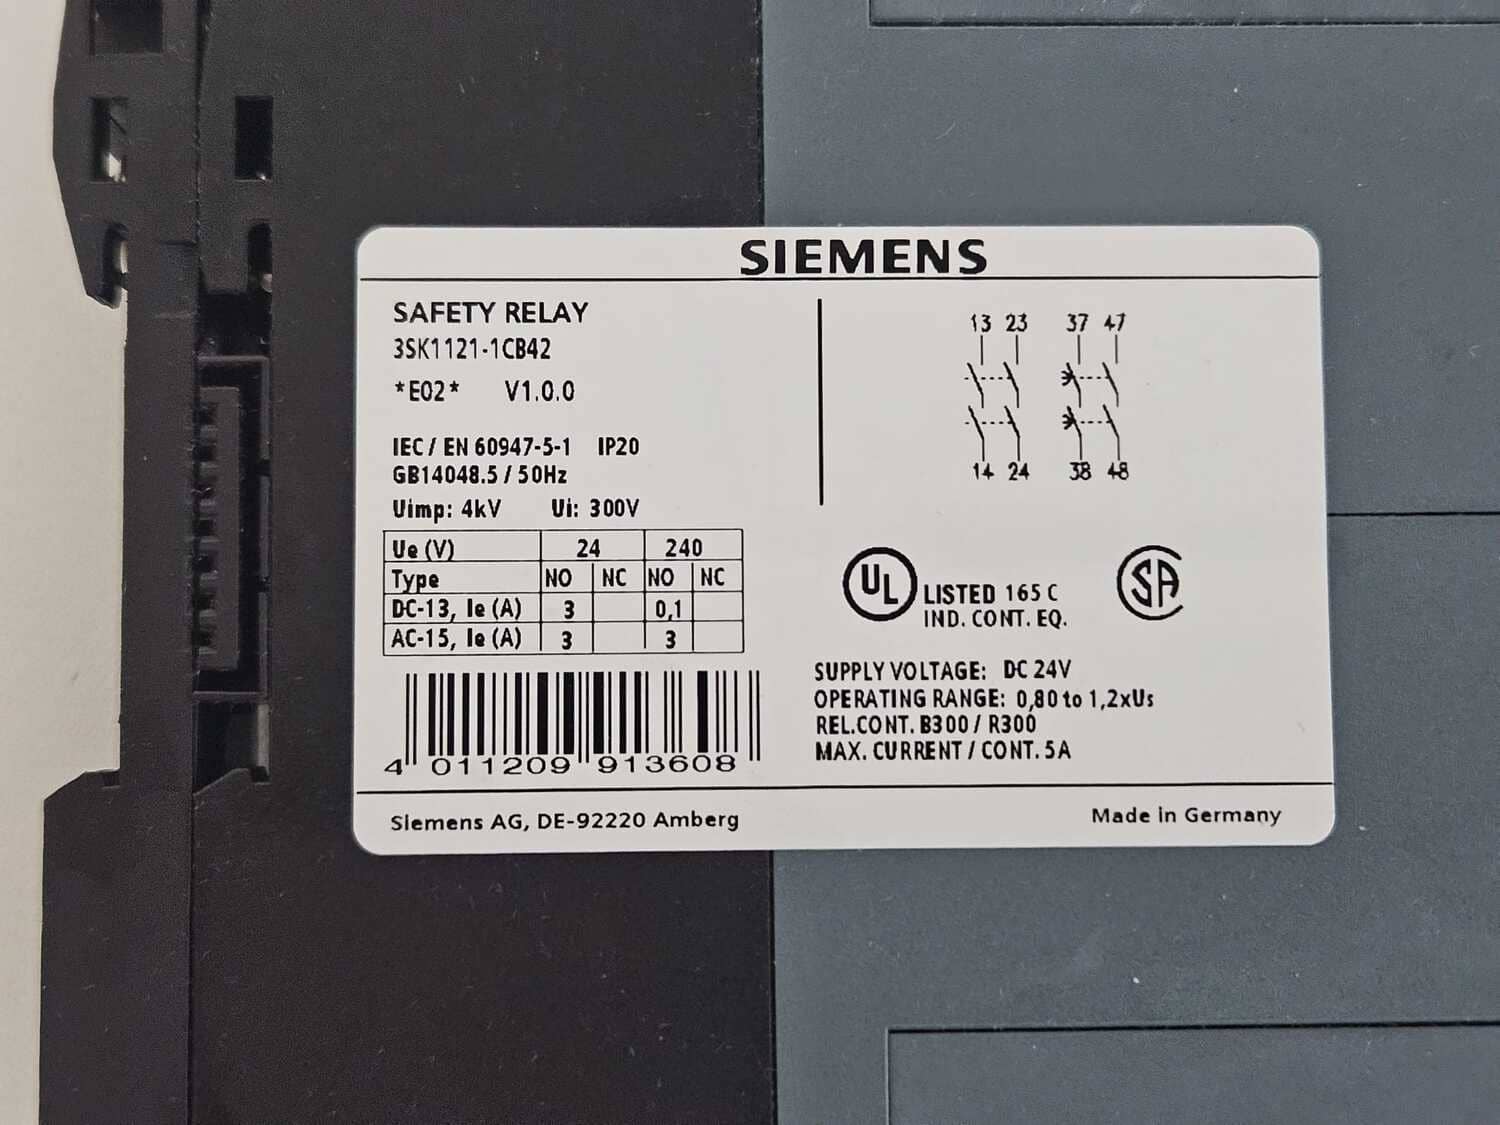 SIEMENS
SAFETY RELAY
3SK1121-1CB42
*E02* V1.0.0
IEC / EN 60947-5-1 IP20
GB14048.5 / 50Hz
Uimp: 4kV Ui: 300V
Ue (V) 24 240
Type NO NC NO NC
DC-13, Ie (A) 3 0,1
AC-15, Ie (A) 3 3
4 011209 913608
13 23 37 47
14 24 38 48
UL LISTED 165 C
IND. CONT. EQ.
SA
SUPPLY VOLTAGE: DC 24V
OPERATING RANGE: 0,80 to 1,2xUs
REL.CONT. B300 / R300
MAX. CURRENT / CONT. 5A
Siemens AG, DE-92220 Amberg
Made in Germany